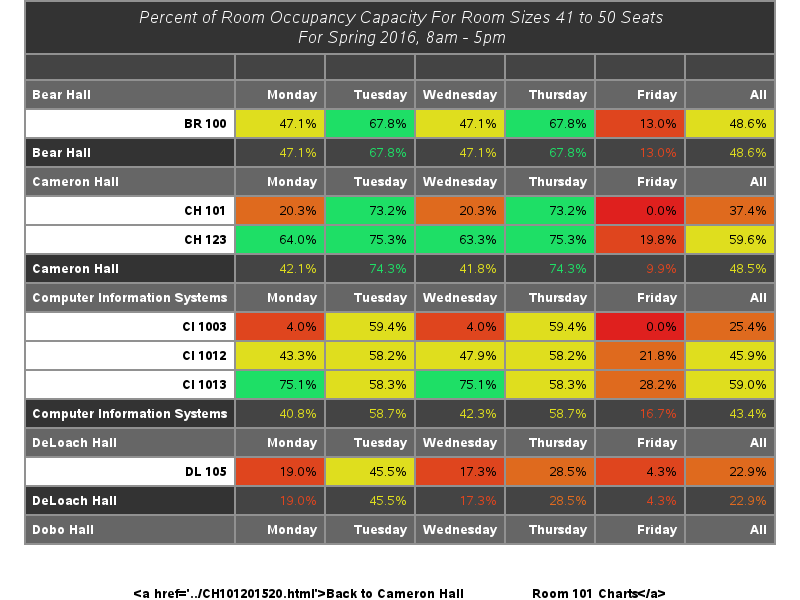 Percent of Room Occupancy Capacity For Room Sizes 41 to 50 Seats
For Spring 2016, 8am - 5pm
Bear Hall Monday Tuesday Wednesday Thursday Friday All
BR 100 47.1% 67.8% 47.1% 67.8% 13.0% 48.6%
Bear Hall 47.1% 67.8% 47.1% 67.8% 13.0% 48.6%
Cameron Hall Monday Tuesday Wednesday Thursday Friday All
CH 101 20.3% 73.2% 20.3% 73.2% 0.0% 37.4%
CH 123 64.0% 75.3% 63.3% 75.3% 19.8% 59.6%
Cameron Hall 42.1% 74.3% 41.8% 74.3% 9.9% 48.5%
Computer Information Systems Monday Tuesday Wednesday Thursday Friday All
CI 1003 4.0% 59.4% 4.0% 59.4% 0.0% 25.4%
CI 1012 43.3% 58.2% 47.9% 58.2% 21.8% 45.9%
CI 1013 75.1% 58.3% 75.1% 58.3% 28.2% 59.0%
Computer Information Systems 40.8% 58.7% 42.3% 58.7% 16.7% 43.4%
DeLoach Hall Monday Tuesday Wednesday Thursday Friday All
DL 105 19.0% 45.5% 17.3% 28.5% 4.3% 22.9%
DeLoach Hall 19.0% 45.5% 17.3% 28.5% 4.3% 22.9%
Dobo Hall Monday Tuesday Wednesday Thursday Friday All
<a href='../CH101201520.html'>Back to Cameron Hall Room 101 Charts</a>